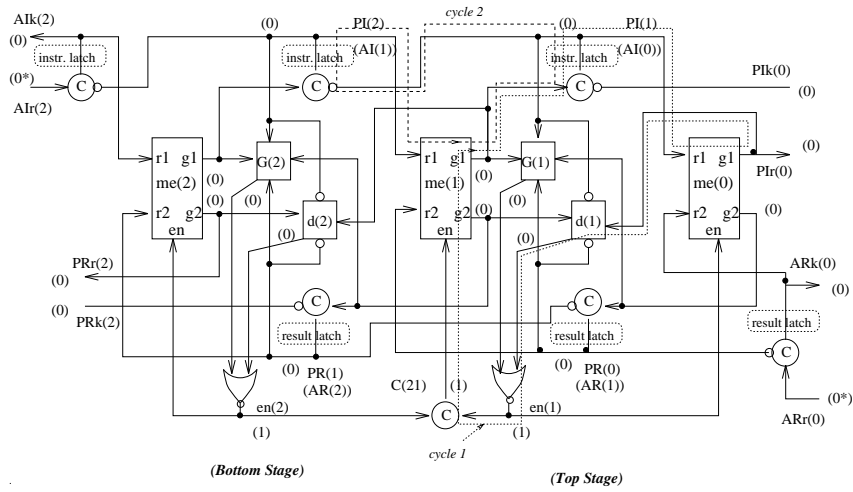 AIk(2)
(0)
PI(2)
cycle 2
(0)
PI(1)
(0)
instr. latch
instr. latch
(AI(1))
instr. latch
(AI(0))
PIk(0)
(0*)
C
C
C
(0)
AIr(2)
(0)
r1 g1
G(2)
r1 g1
G(1)
r1 g1
PIr(0)
me(2)
(0)
me(1)
(0)
me(0)
(0)
(0)
(0)
(0)
(0)
r2 g2
d(2)
r2 g2
d(1)
r2 g2
en
(0)
(0)
en
(0)
(0)
en
PRr(2)
ARk(0)
(0)
(0)
(0)
C
C
PRk(2)
result latch
result latch
result latch
C
(0)
PR(1)
(0)
PR(0)
(AR(2))
C(21)
(1)
(AR(1))
(0*)
ARr(0)
en(2)
C
en(1)
(1)
(1)
cycle 1
(Bottom Stage)
(Top Stage)